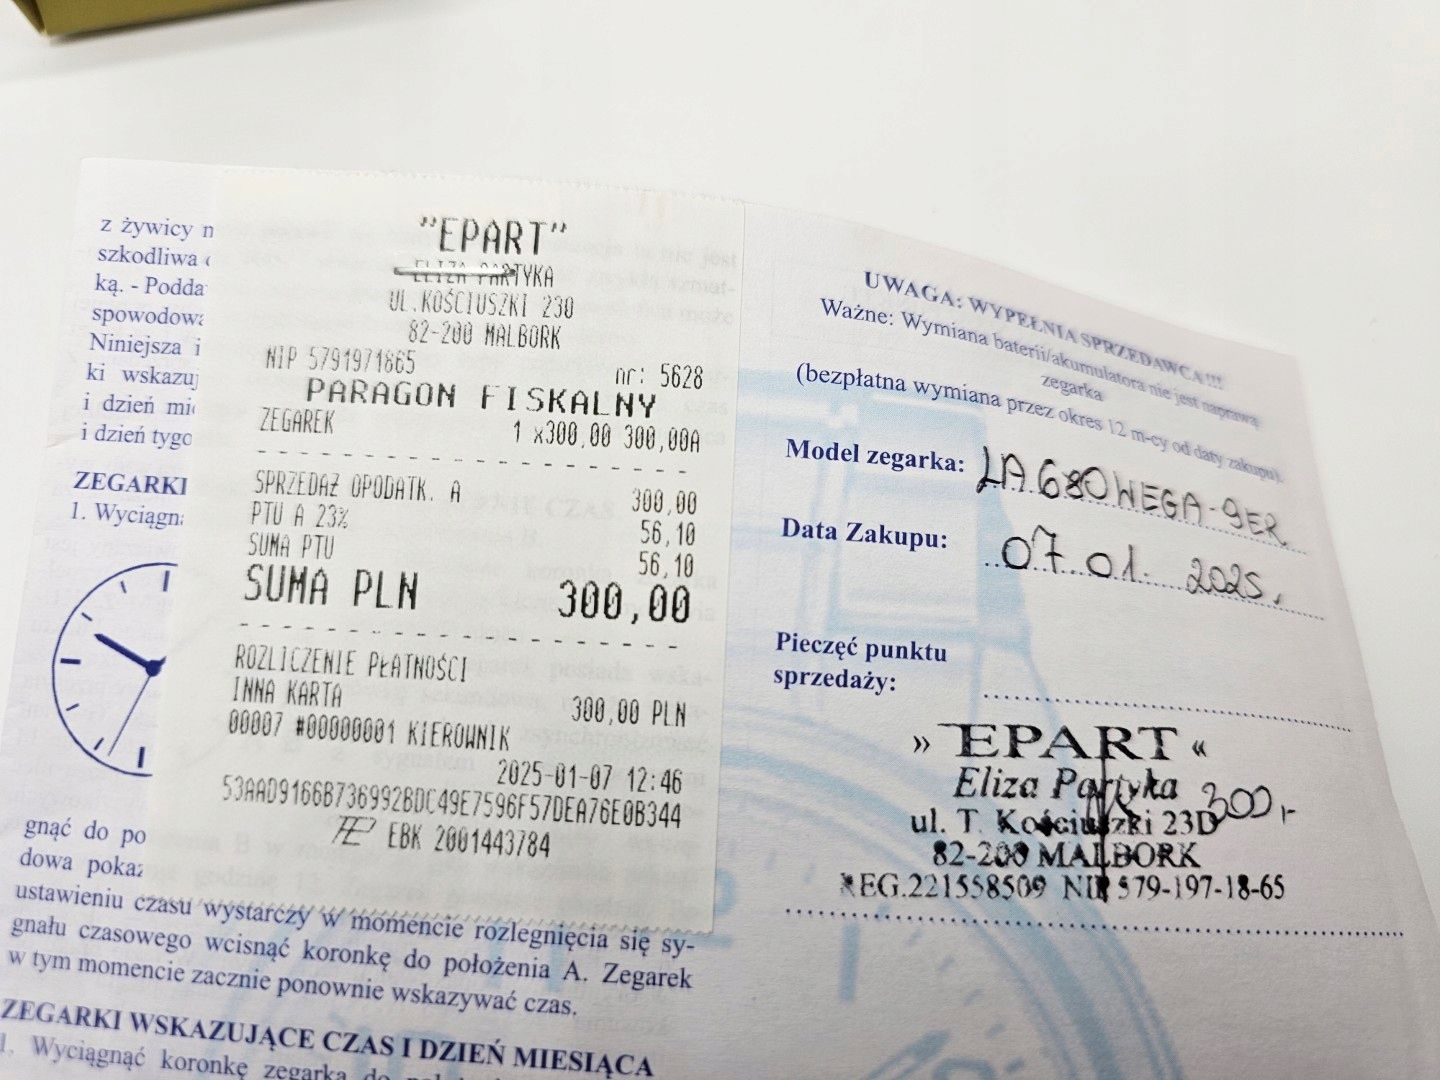 z żywicy
szkodliwa
ką. - Podda
spowodowa
Niniejsza i
ki wskazuj
i dzień mie
i dzień tygo
ZEGARKI
1. Wyciągn
gnąć do po
dowa pokaz
ustawieniu czasu wystarczy w momencie rozlegnięcia się sy-
gnału czasowego wcisnąć koronkę do położenia A. Zegarek
w tym momencie zacznie ponownie wskazywać czas.
ZEGARKI WSKAZUJĄCE CZAS I DZIEŃ MIESIĄCA
1. Wyciągnąć koronkę zegarka do
"EPART"
ELIZA PARTYKA
UL.KOŚCIUSZKI 23D
82-200 MALBORK
NIP 5791971865
nr: 5628
PARAGON FISKALNY
ZEGAREK 1 x300,00 300,00A
SPRZEDAŻ OPODATK. A 300,00
PTU A 23% 56,10
SUMA PTU 56,10
SUMA PLN 300,00
ROZLICZENIE PŁATNOŚCI
INNA KARTA 300,00 PLN
00007 #00000001 KIEROWNIK
2025-01-07 12:46
53AAD9166B736992BDC49E7596F57DEA76E0B344
EBK 2001443784
UWAGA: WYPEŁNIA SPRZEDAWCA!!!
Ważne: Wymiana baterii/akumulatora nie jest naprawą
zegarka
(bezpłatna wymiana przez okres 12 m-cy od daty zakupu).
Model zegarka: LA680WEGA-9ER
Data Zakupu: 07.01.2025.
Pieczęć punktu
sprzedaży:
» EPART «
Eliza Partyka 300,-
ul. T. Kościuszki 23D
82-200 MALBORK
REG.221558509 NIP 579-197-18-65